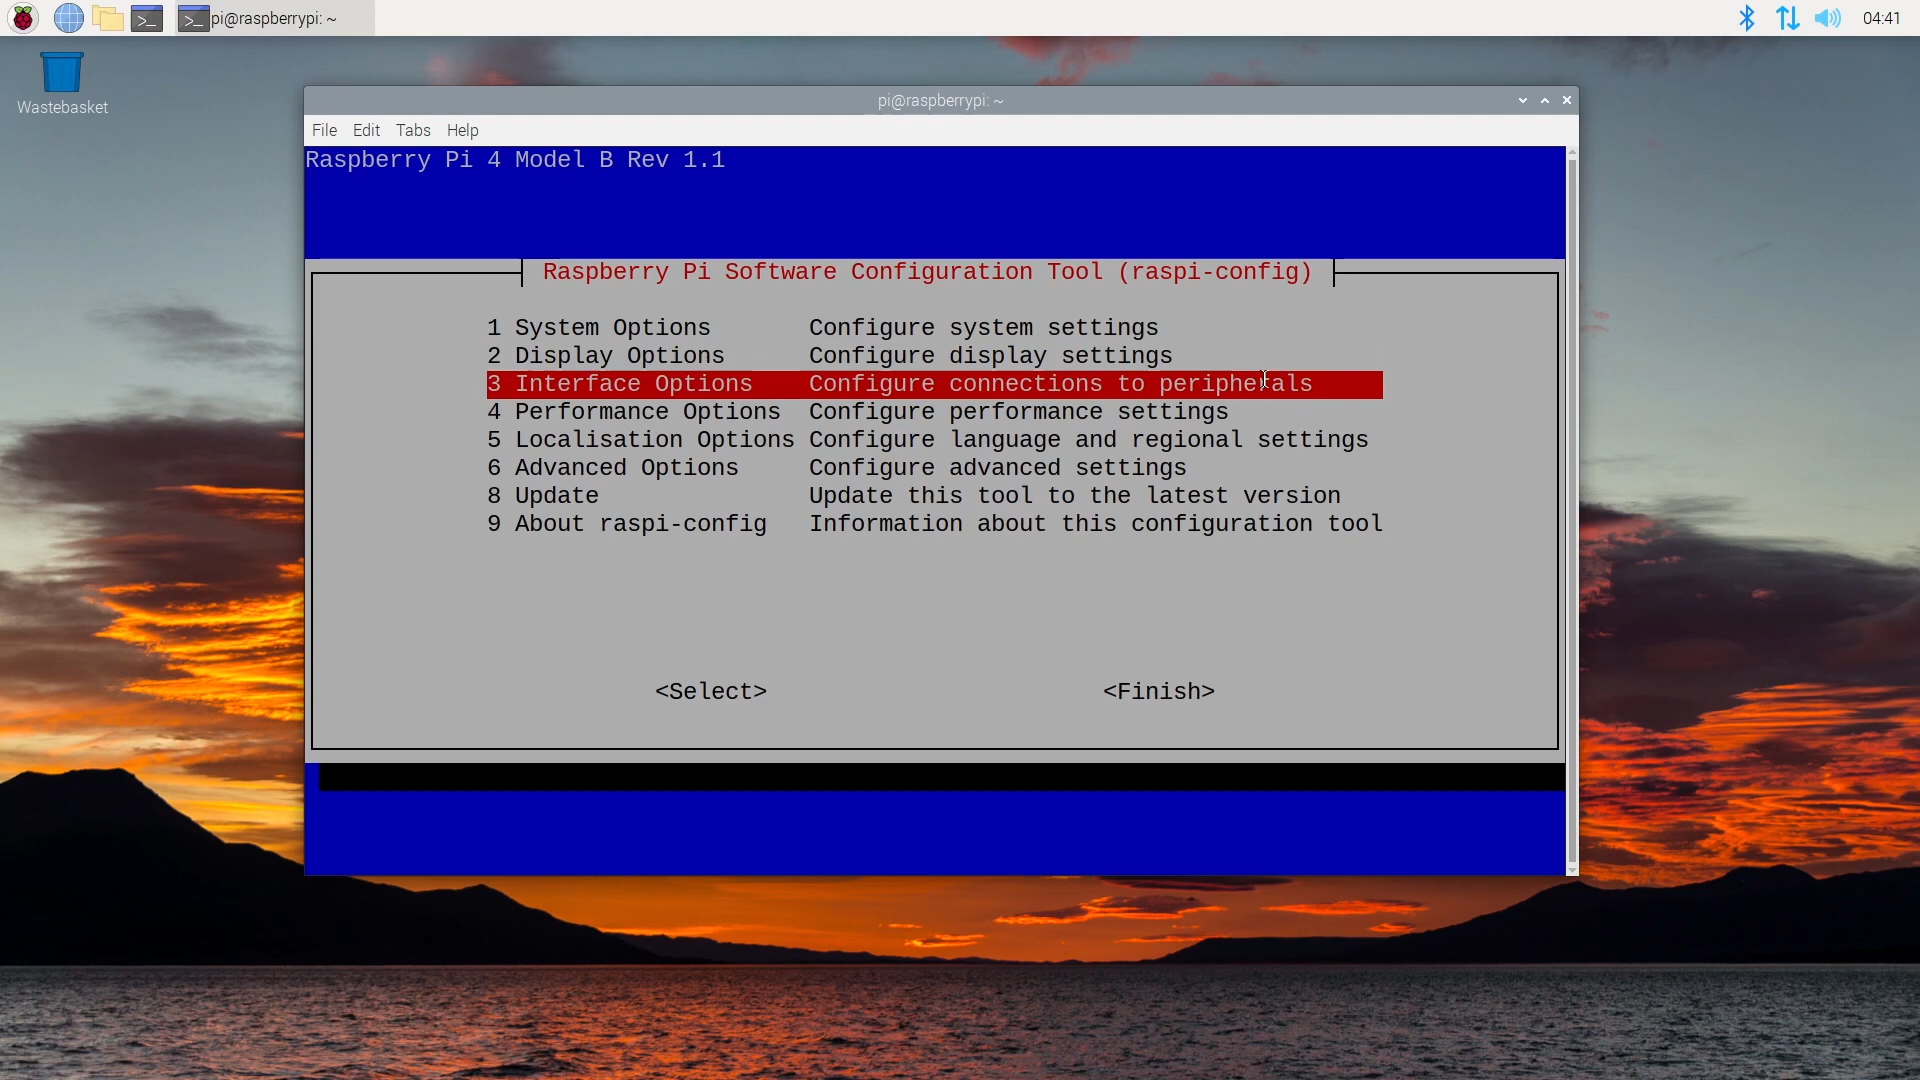 pi@raspberrypi: ~
04:41
Wastebasket
pi@raspberrypi: ~
File Edit Tabs Help
Raspberry Pi 4 Model B Rev 1.1
Raspberry Pi Software Configuration Tool (raspi-config)
1 System Options Configure system settings
2 Display Options Configure display settings
3 Interface Options Configure connections to peripherals
4 Performance Options Configure performance settings
5 Localisation Options Configure language and regional settings
6 Advanced Options Configure advanced settings
8 Update Update this tool to the latest version
9 About raspi-config Information about this configuration tool
<Select> <Finish>